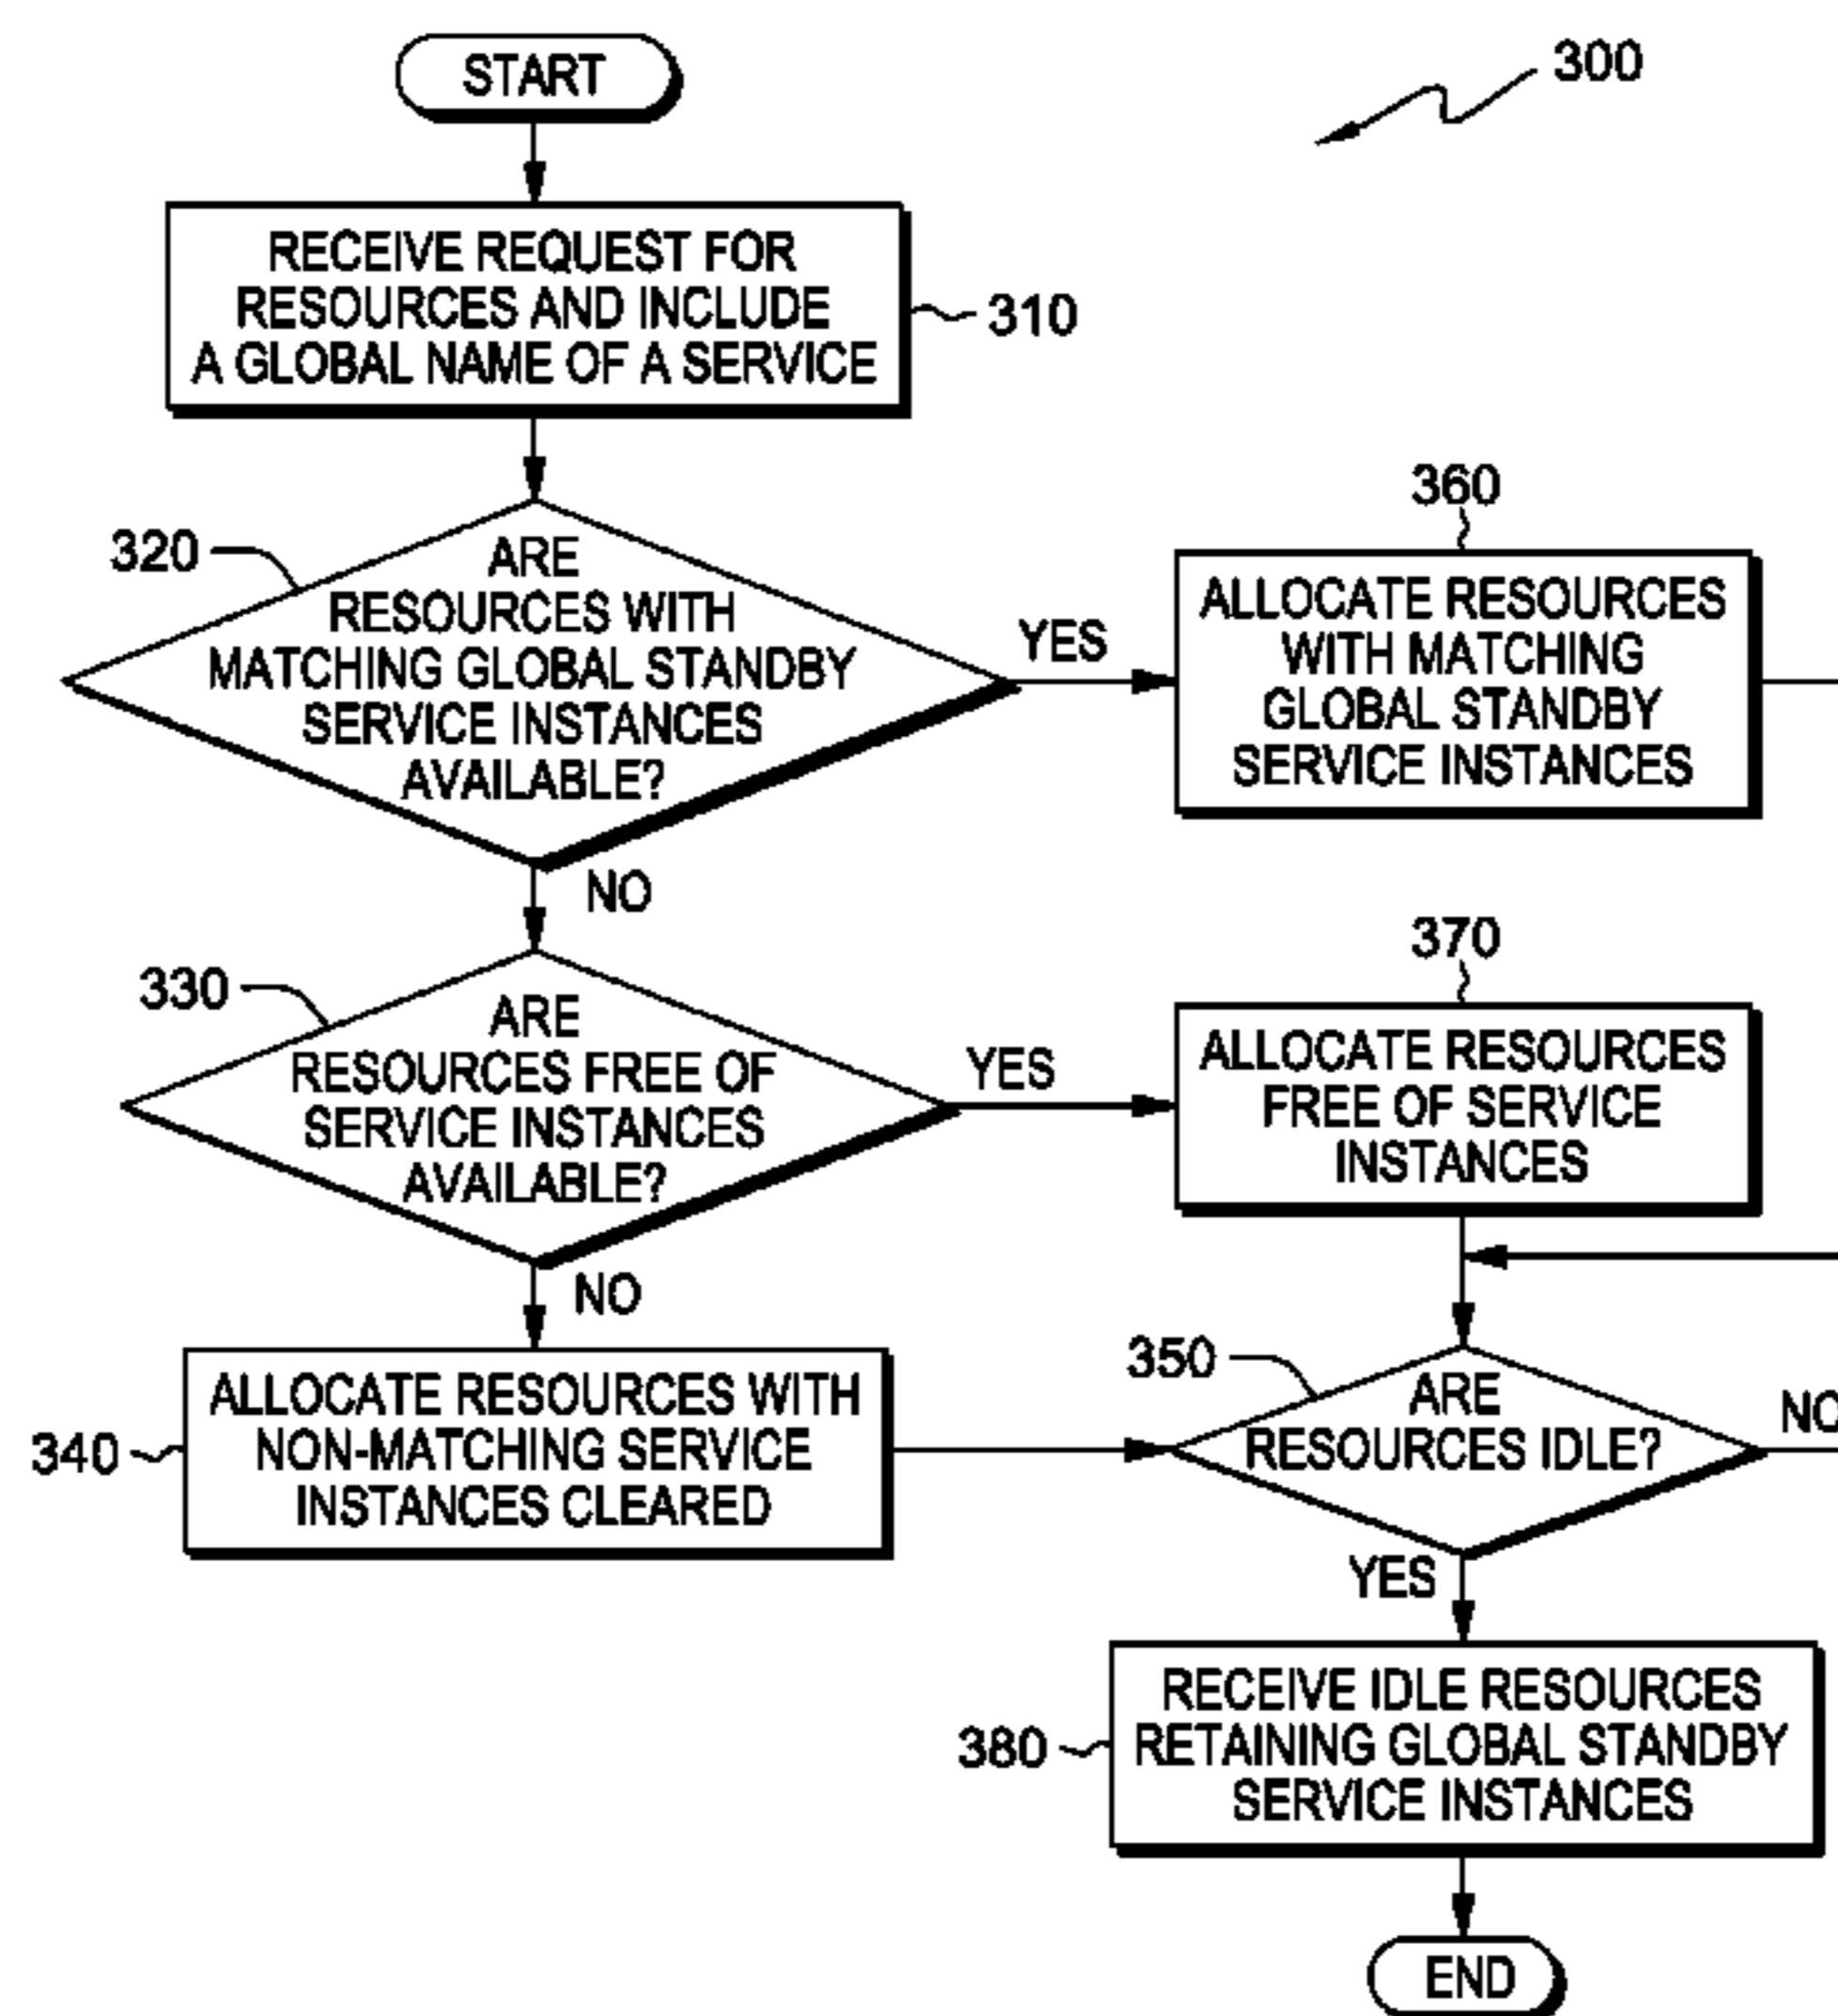 START
300
RECEIVE REQUEST FOR
RESOURCES AND INCLUDE
A GLOBAL NAME OF A SERVICE
310
320
ARE
RESOURCES WITH
MATCHING GLOBAL STANDBY
SERVICE INSTANCES
AVAILABLE?
YES
NO
360
ALLOCATE RESOURCES
WITH MATCHING
GLOBAL STANDBY
SERVICE INSTANCES
330
ARE
RESOURCES FREE OF
SERVICE INSTANCES
AVAILABLE?
YES
NO
370
ALLOCATE RESOURCES
FREE OF SERVICE
INSTANCES
340
ALLOCATE RESOURCES WITH
NON-MATCHING SERVICE
INSTANCES CLEARED
350
ARE
RESOURCES IDLE?
NO
YES
380
RECEIVE IDLE RESOURCES
RETAINING GLOBAL STANDBY
SERVICE INSTANCES
END